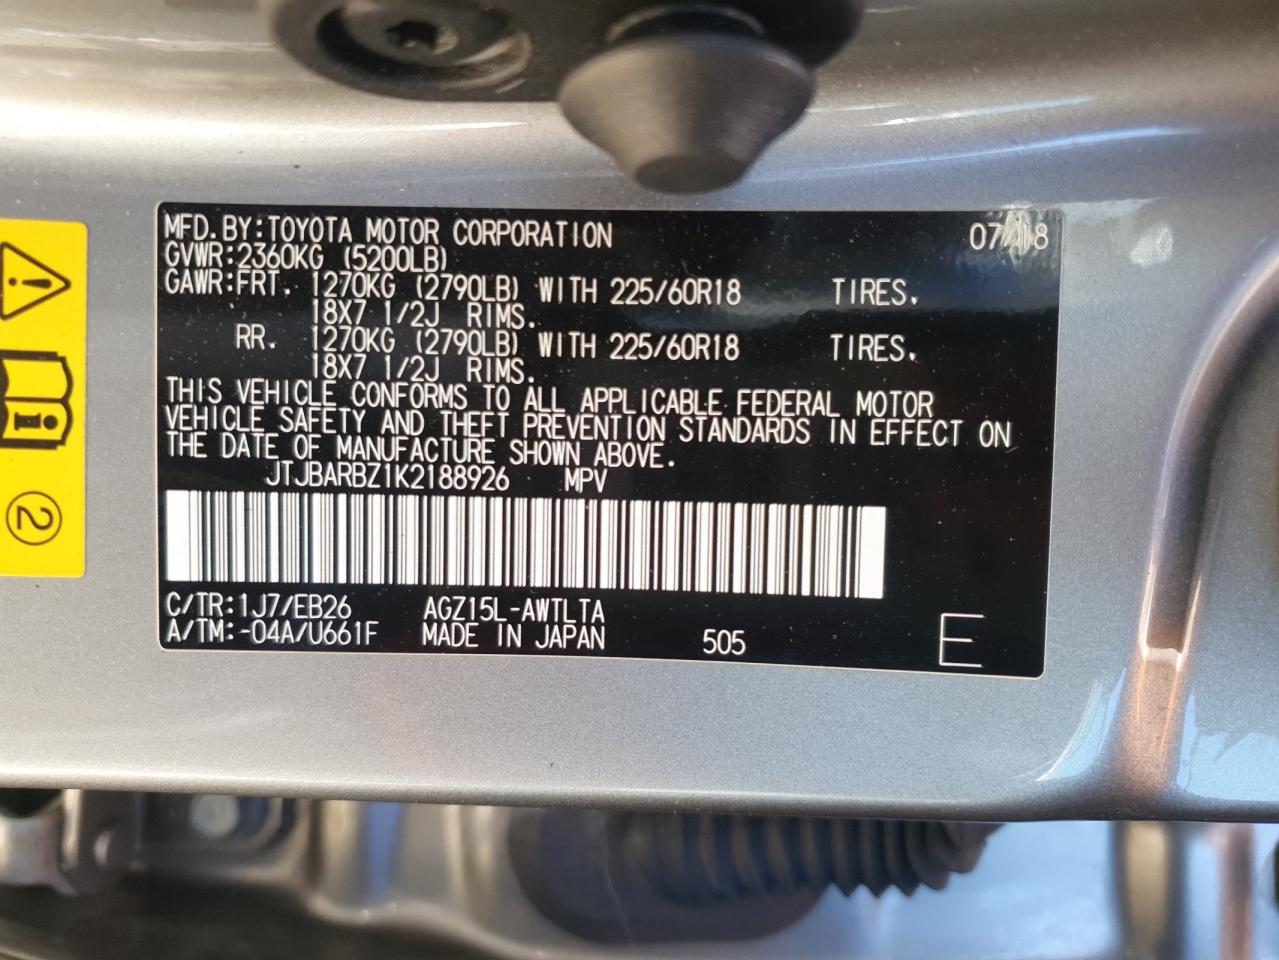 MFD. BY: TOYOTA MOTOR CORPORATION 07/18
GVWR: 2360KG (5200LB)
GAWR: FRT. 1270KG (2790LB) WITH 225/60R18 TIRES.
18X7 1/2J RIMS.
RR. 1270KG (2790LB) WITH 225/60R18 TIRES.
18X7 1/2J RIMS.
THIS VEHICLE CONFORMS TO ALL APPLICABLE FEDERAL MOTOR
VEHICLE SAFETY AND THEFT PREVENTION STANDARDS IN EFFECT ON
THE DATE OF MANUFACTURE SHOWN ABOVE.
JTJBARBZ1K2188926 MPV
C/TR: 1J7/EB26 AGZ15L-AWTLTA
A/TM: -04A/U661F MADE IN JAPAN 505 E
2